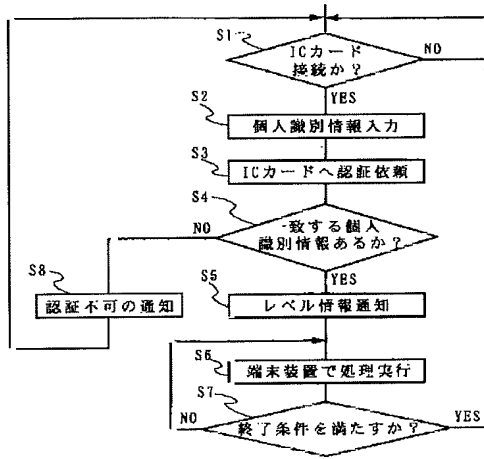 S1
ICカード
接続か？
NO
YES
S2
個人識別情報入力
S3
ICカードへ認証依頼
S4
一致する個人
識別情報あるか？
NO
YES
S8
認証不可の通知
S5
レベル情報通知
S6
端末装置で処理実行
S7
終了条件を満たすか？
NO
YES